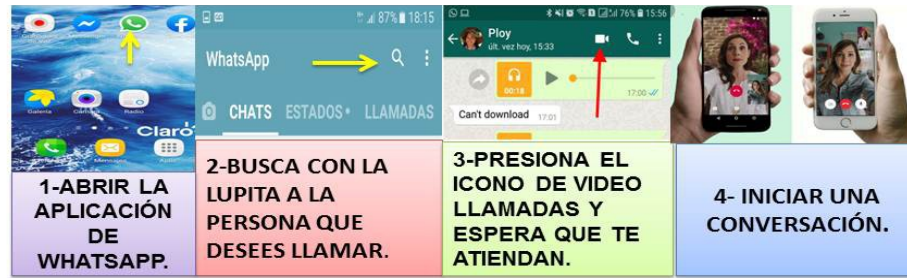 Galería
Cámara
Radio
Claro
Mensajes
1-ABRIR LA
APLICACIÓN
DE
WHATSAPP.
87% 18:15
WhatsApp
CHATS ESTADOS LLAMADAS
2-BUSCA CON LA
LUPITA A LA
PERSONA QUE
DESEES LLAMAR.
76% 15:56
Ploy
últ. vez hoy, 15:33
00:18
17:00
Can't download 17:01
3-PRESIONA EL
ICONO DE VIDEO
LLAMADAS Y
ESPERA QUE TE
ATIENDAN.
4- INICIAR UNA
CONVERSACIÓN.